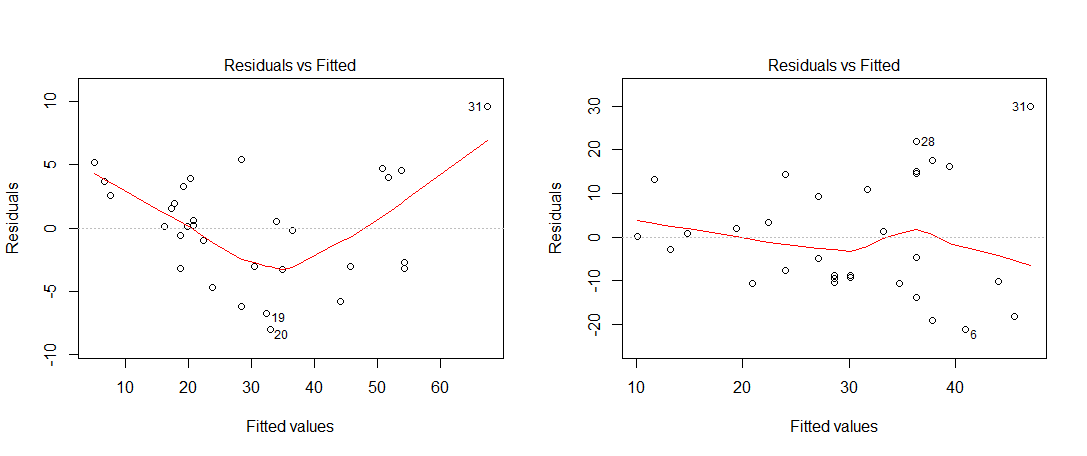 Residuals vs Fitted
Residuals
10
5
0
-5
-10
31
19
20
10 20 30 40 50 60
Fitted values
Residuals vs Fitted
Residuals
30
20
10
0
-10
-20
31
28
6
10 20 30 40
Fitted values